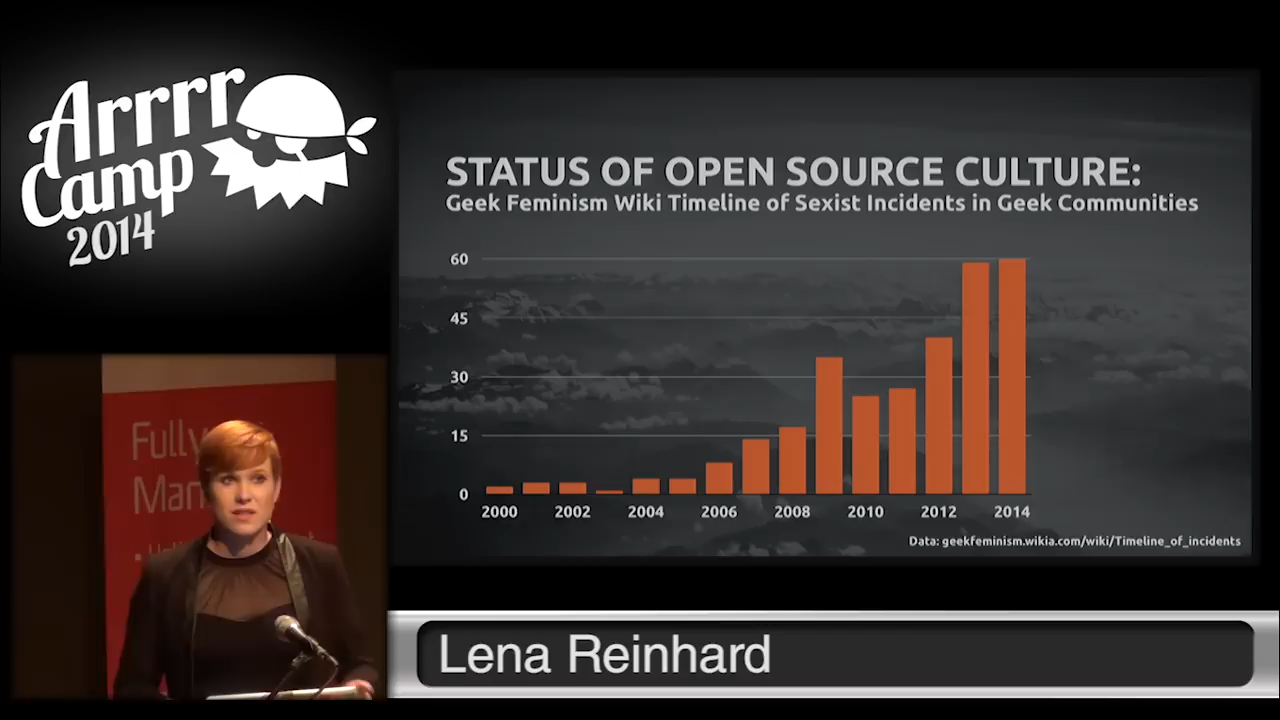 Arrrr
Camp
2014
STATUS OF OPEN SOURCE CULTURE:
Geek Feminism Wiki Timeline of Sexist Incidents in Geek Communities
60
45
30
15
0
2000 2002 2004 2006 2008 2010 2012 2014
Data: geekfeminism.wikia.com/wiki/Timeline_of_incidents
Fully
Man
Lena Reinhard